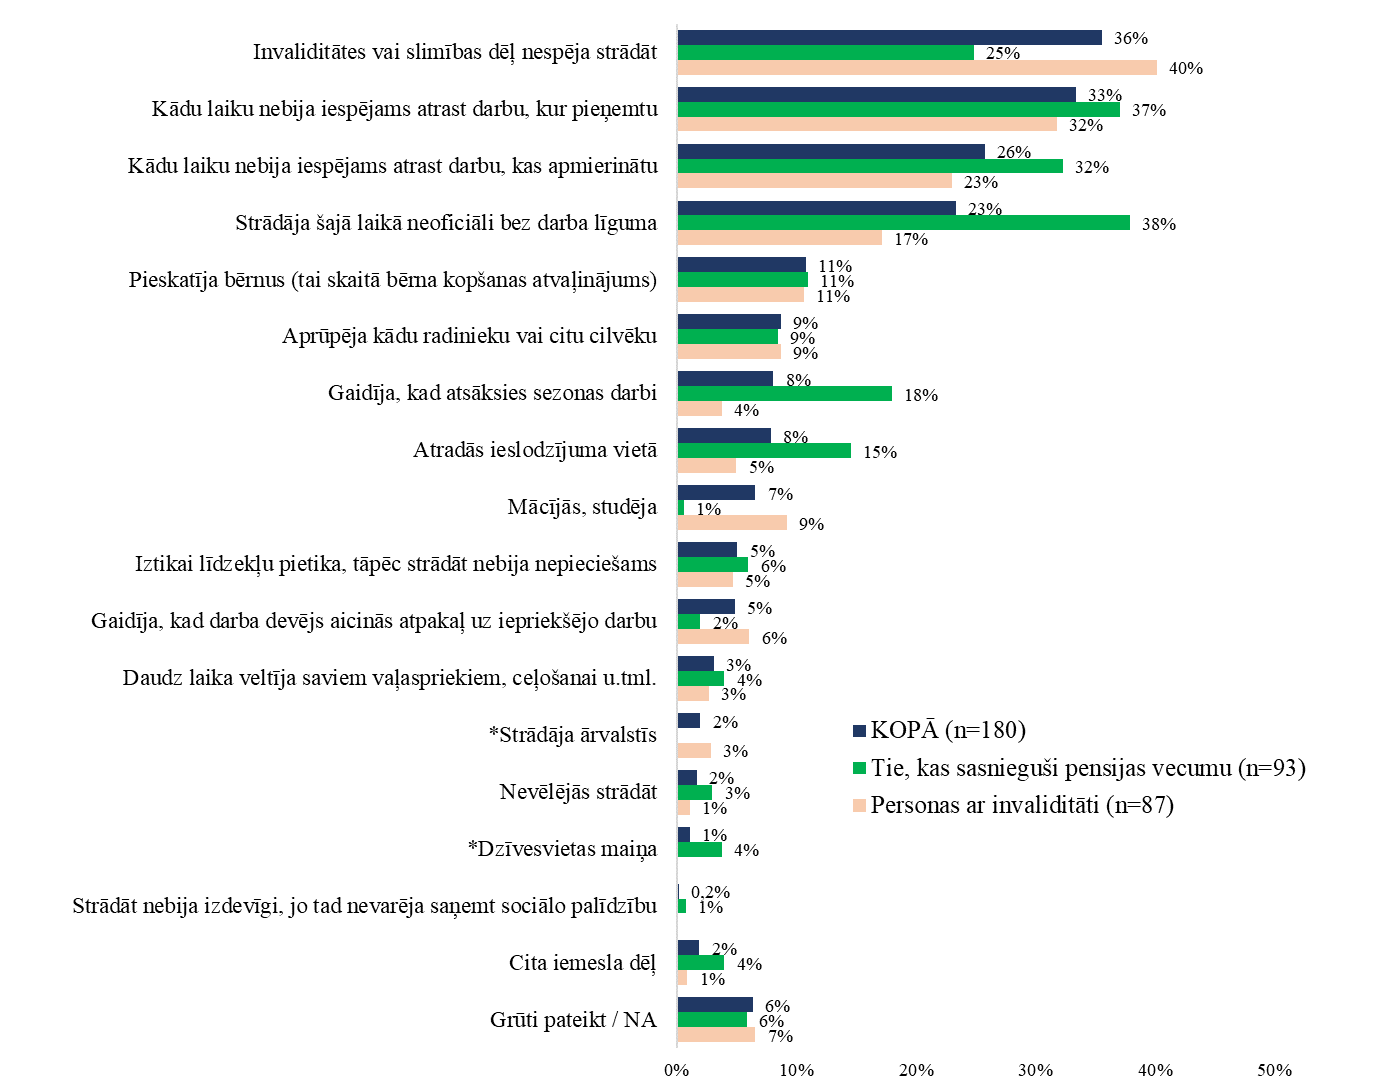 Invaliditātes vai slimības dēļ nespēja strādāt
36%
25%
40%
Kādu laiku nebija iespējams atrast darbu, kur pieņemtu
33%
37%
32%
Kādu laiku nebija iespējams atrast darbu, kas apmierinātu
26%
32%
23%
Strādāja šajā laikā neoficiāli bez darba līguma
23%
38%
17%
Pieskatīja bērnus (tai skaitā bērna kopšanas atvaļinājums)
11%
11%
11%
Aprūpēja kādu radinieku vai citu cilvēku
9%
9%
9%
Gaidīja, kad atsāksies sezonas darbi
8%
18%
4%
Atradās ieslodzījuma vietā
8%
15%
5%
Mācījās, studēja
7%
1%
9%
Iztikai līdzekļu pietika, tāpēc strādāt nebija nepieciešams
5%
6%
5%
Gaidīja, kad darba devējs aicinās atpakaļ uz iepriekšējo darbu
5%
2%
6%
Daudz laika veltīja saviem vaļaspriekiem, ceļošanai u.tml.
3%
4%
3%
*Strādāja ārvalstīs
2%
3%
Nevēlējās strādāt
2%
3%
1%
*Dzīvesvietas maiņa
1%
4%
Strādāt nebija izdevīgi, jo tad nevarēja saņemt sociālo palīdzību
0,2%
1%
Cita iemesla dēļ
2%
4%
1%
Grūti pateikt / NA
6%
6%
7%
KOPĀ (n=180)
Tie, kas sasnieguši pensijas vecumu (n=93)
Personas ar invaliditāti (n=87)
0% 10% 20% 30% 40% 50%